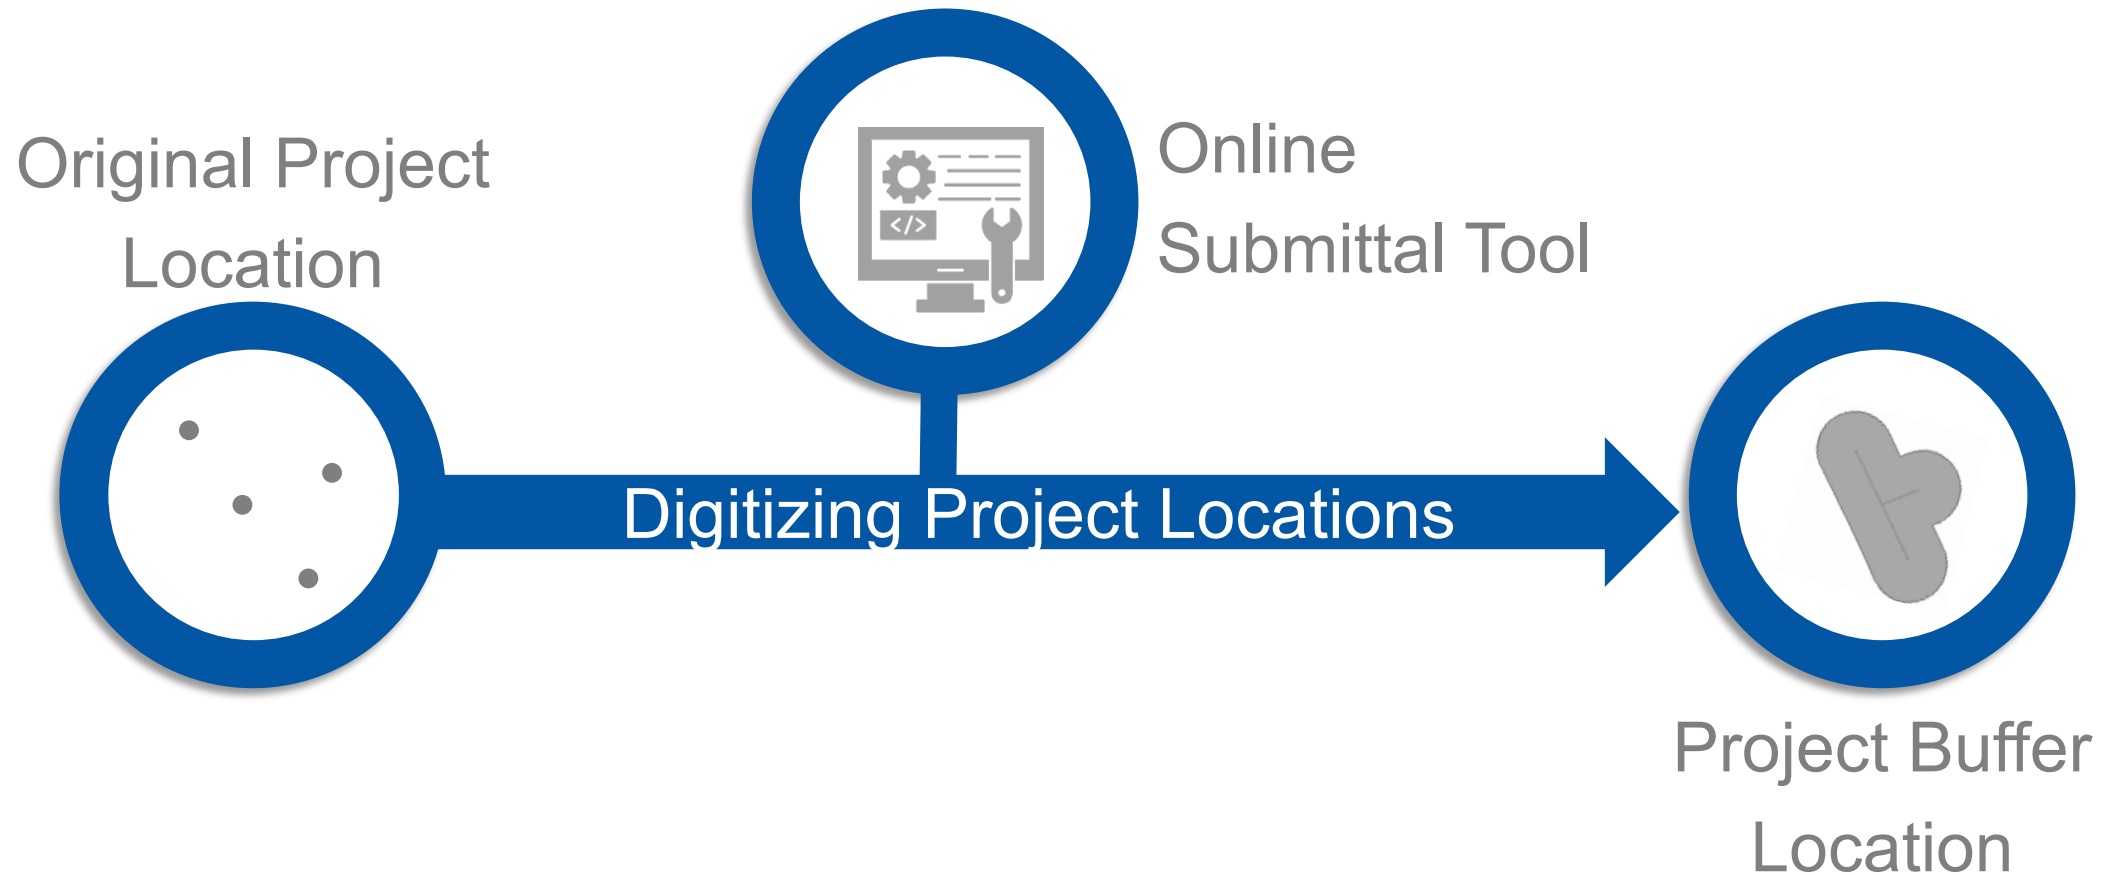 Original Project
Location
Online
Submittal Tool
</>
Digitizing Project Locations
Project Buffer
Location